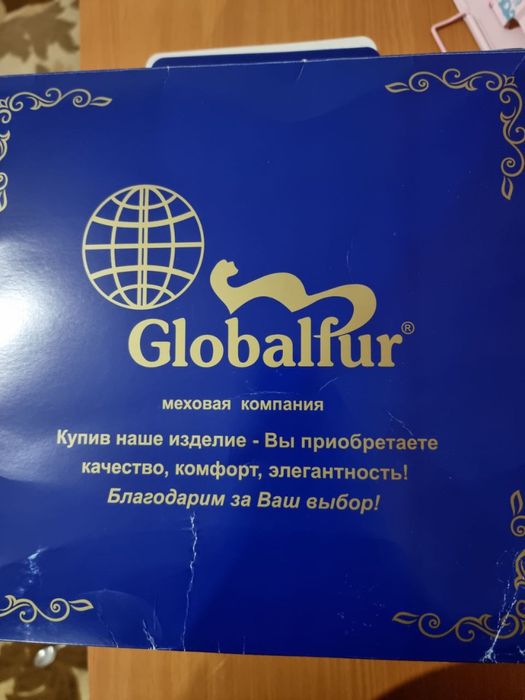 Globalfur®
меховая компания
Купив наше изделие - Вы приобретаете
качество, комфорт, элегантность!
Благодарим за Ваш выбор!